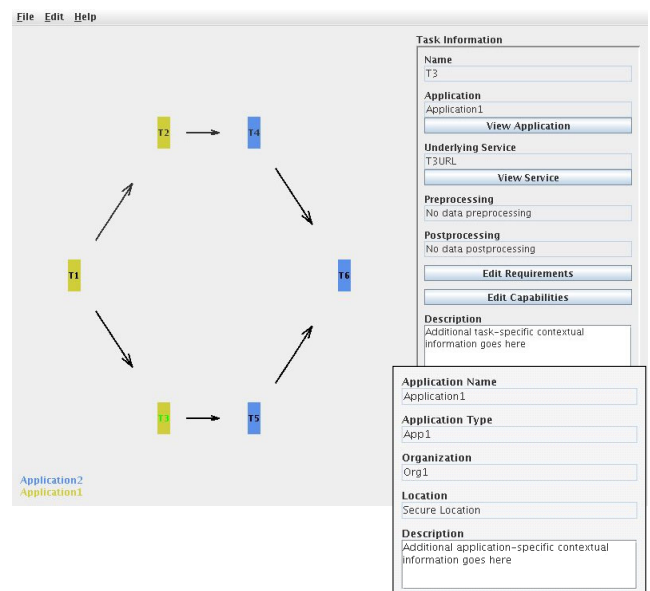 File Edit Help
Task Information
Name
T3
Application
Application1
View Application
Underlying Service
T3URL
View Service
Preprocessing
No data preprocessing
Postprocessing
No data postprocessing
Edit Requirements
Edit Capabilities
Description
Additional task-specific contextual
information goes here
T2
T4
T1
T6
T3
T5
Application2
Application1
Application Name
Application1
Application Type
App1
Organization
Org1
Location
Secure Location
Description
Additional application-specific contextual
information goes here